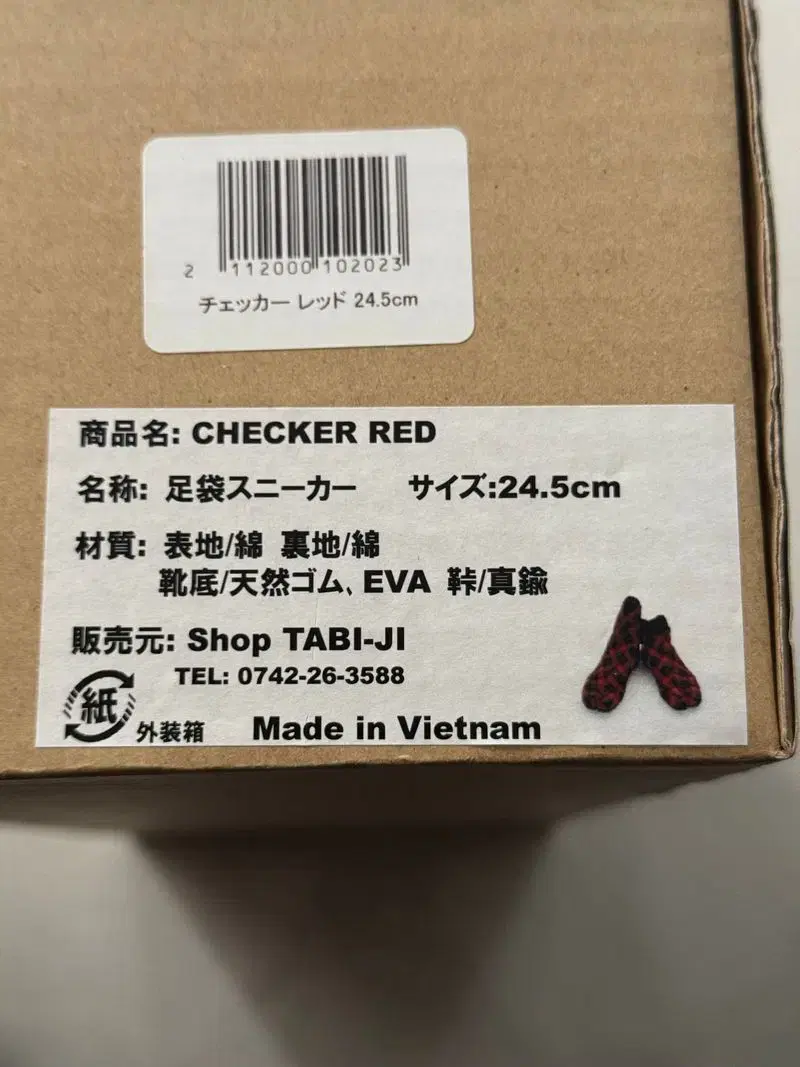 2 112000 102023
チェッカー レッド 24.5cm
商品名: CHECKER RED
名称: 足袋スニーカー サイズ:24.5cm
材質: 表地/綿 裏地/綿
靴底/天然ゴム、EVA 鞐/真鍮
販売元: Shop TABI-JI
TEL: 0742-26-3588
紙 外装箱 Made in Vietnam